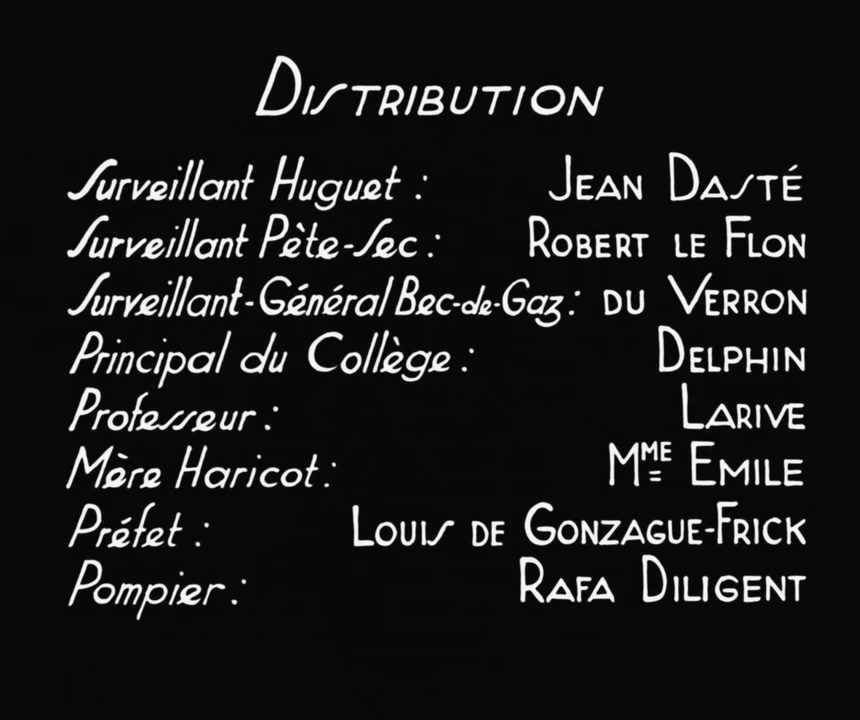 DISTRIBUTION
Surveillant Huguet : JEAN DASTÉ
Surveillant Pète-Sec : ROBERT LE FLON
Surveillant-Général Bec-de-Gaz : DU VERRON
Principal du Collège : DELPHIN
Professeur : LARIVE
Mère Haricot : MME EMILE
Préfet : LOUIS DE GONZAGUE-FRICK
Pompier : RAFA DILIGENT